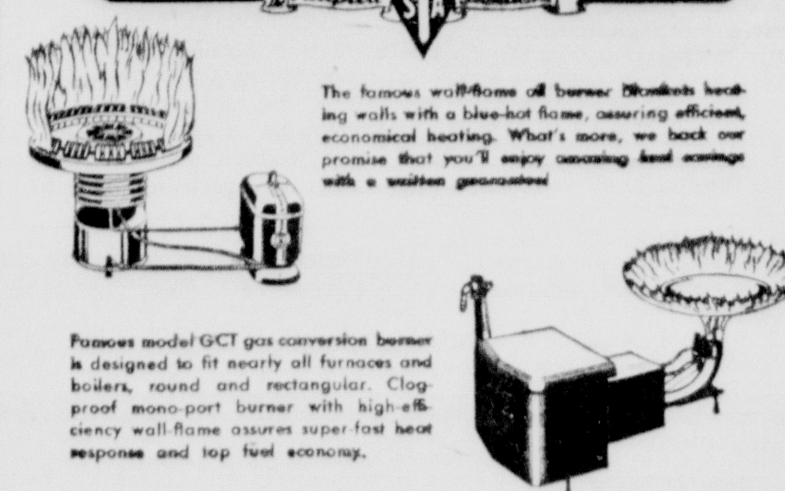 S A
The famous wall-flame oil burner blankets heat-
ing walls with a blue-hot flame, assuring efficient,
economical heating. What's more, we back our
promise that you'll enjoy amazing fuel savings
with a written guarantee!
Famous model GCT gas conversion burner
is designed to fit nearly all furnaces and
boilers, round and rectangular. Clog-
proof mono-port burner with high-effi-
ciency wall-flame assures super-fast heat
response and top fuel economy.